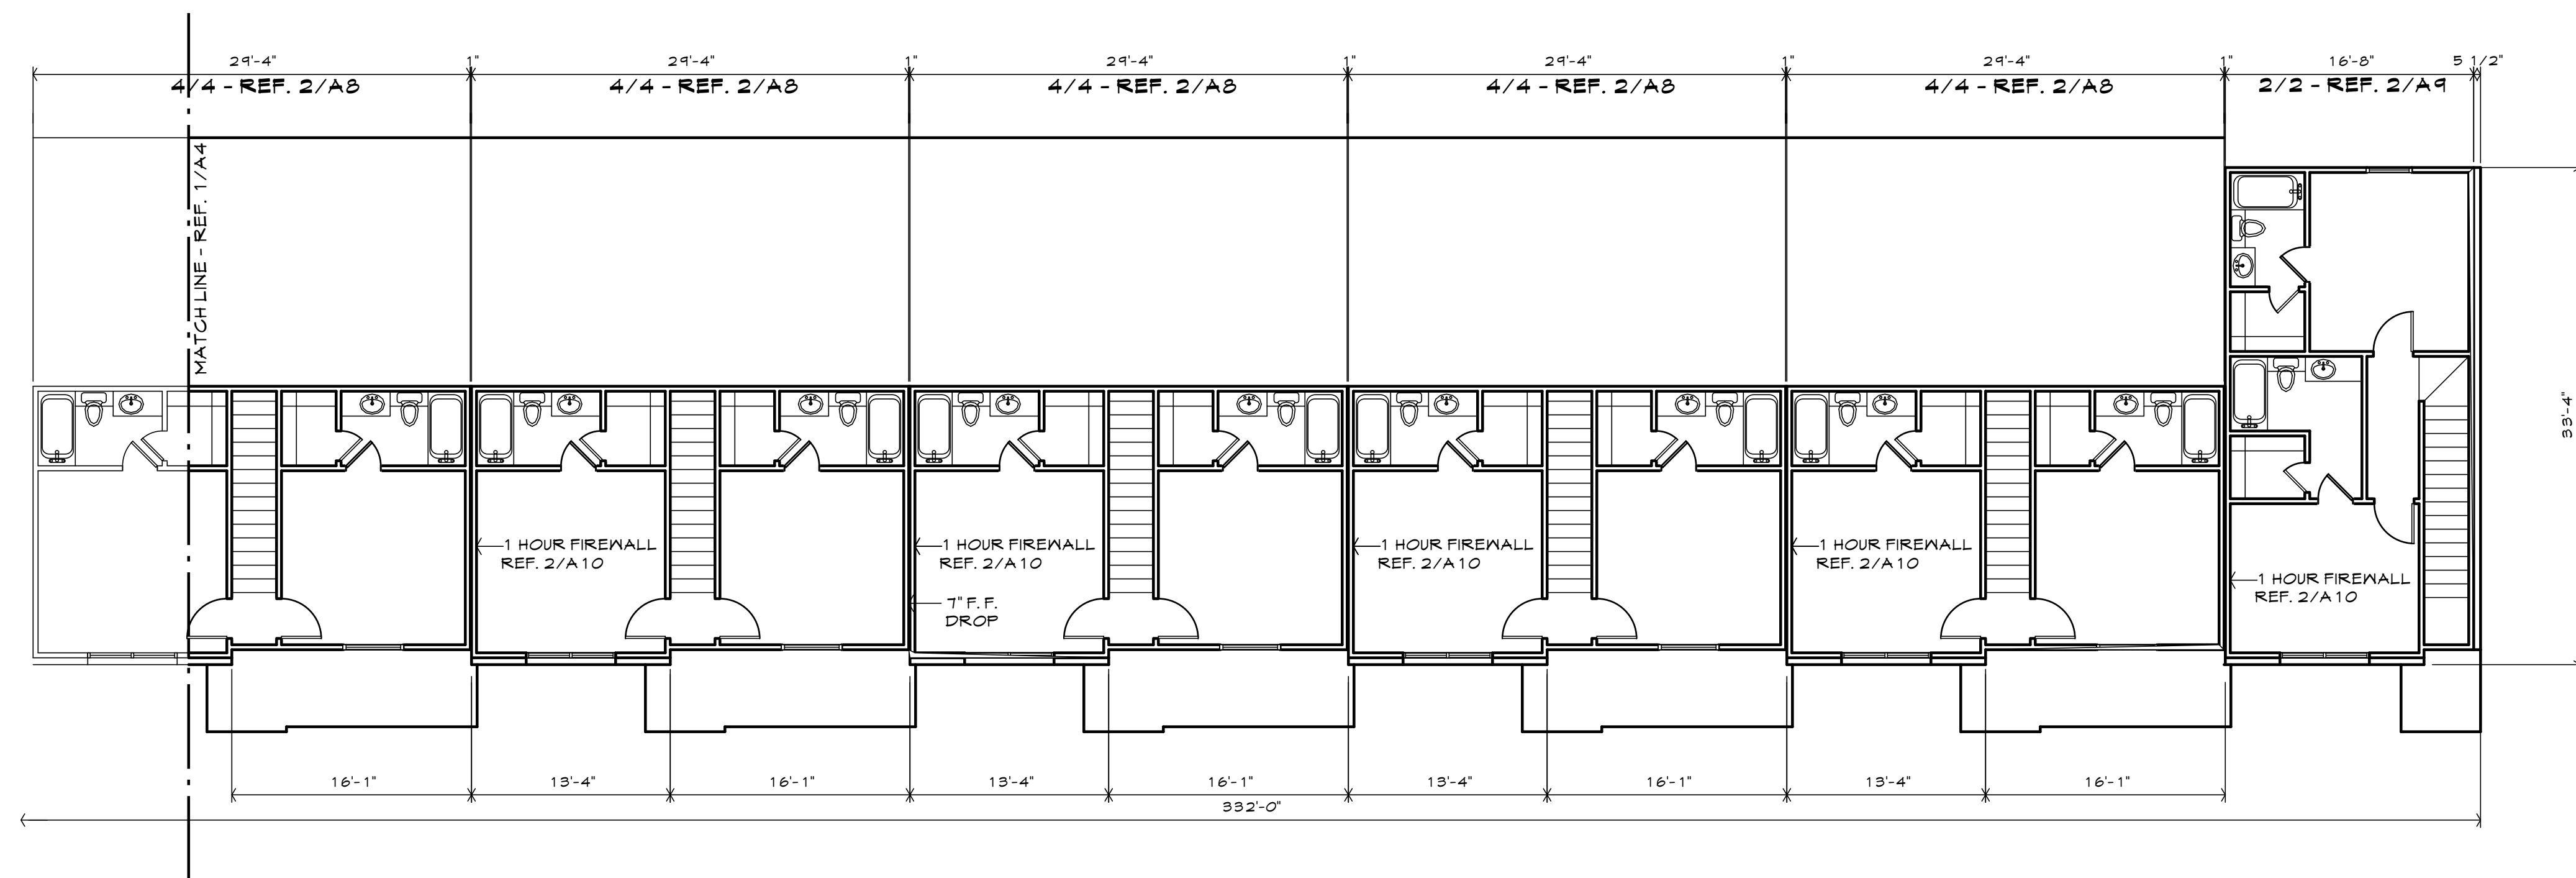 29'-4" 1" 29'-4" 1" 29'-4" 1" 29'-4" 1" 29'-4" 1" 16'-8" 5 1/2"
4/4 - REF. 2/A8 4/4 - REF. 2/A8 4/4 - REF. 2/A8 4/4 - REF. 2/A8 4/4 - REF. 2/A8 2/2 - REF. 2/A9
MATCH LINE - REF. 1/A4
33'-4"
1 HOUR FIREWALL
REF. 2/A10
1 HOUR FIREWALL
REF. 2/A10
7" F.F.
DROP
1 HOUR FIREWALL
REF. 2/A10
1 HOUR FIREWALL
REF. 2/A10
1 HOUR FIREWALL
REF. 2/A10
16'-1" 13'-4" 16'-1" 13'-4" 16'-1" 13'-4" 16'-1" 13'-4" 16'-1"
332'-0"